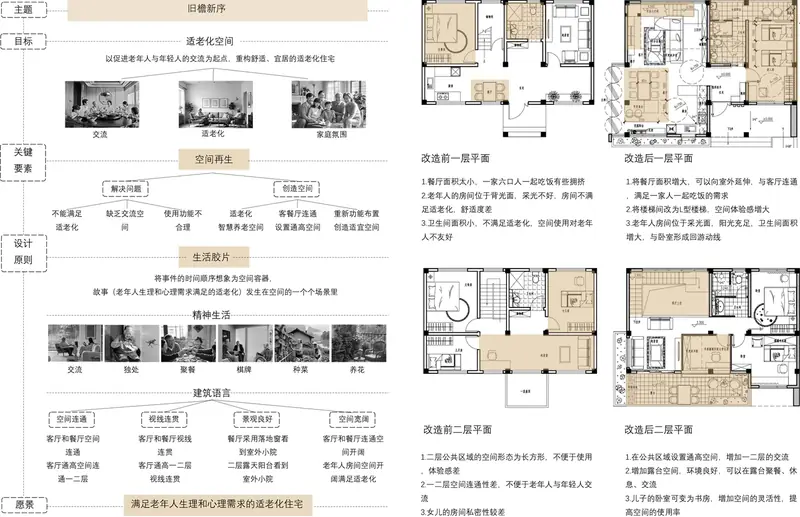 主题
旧檐新序
目标
适老化空间
以促进老年人与年轻人的交流为起点，重构舒适、宜居的适老化住宅
交流
适老化
家庭氛围
关键
要素
空间再生
解决问题
创造空间
不能满足
适老化
缺乏交流空
间
使用功能不
合理
适老化
智慧养老空间
客餐厅连通
设置通高空间
重新功能布置
创造适宜空间
设计
原则
生活胶片
将事件的时间顺序想象为空间容器，
故事（老年人生理和心理需求满足的适老化）发生在空间的一个个场景里
精神生活
交流
独处
聚餐
棋牌
种菜
养花
建筑语言
空间连通
视线连贯
景观良好
空间宽阔
客厅和餐厅空间
连通
客厅通高空间连
通一二层
客厅和餐厅视线
连贯
客厅通高一二层
视线连贯
餐厅采用落地窗看
到室外小院
二层露天阳台看到
室外小院
客厅和餐厅连通空
间开阔
老年人房间空间开
阔满足适老化
愿景
满足老年人生理和心理需求的适老化住宅
改造前一层平面
1.餐厅面积太小，一家六口人一起吃饭有些拥挤
2.老年人的房间位于背光面，采光不好，房间不满
足适老化，舒适度差
3.卫生间面积小，不满足适老化，空间使用对老年
人不友好
改造后一层平面
1.将餐厅面积增大，可以向室外延伸，与客厅连通
，满足一家人一起吃饭的需求
2.将楼梯间改为L型楼梯，空间体验感增大
3.老年人房间位于采光面，阳光充足，卫生间面积
增大，与卧室形成回游动线
改造前二层平面
1.二层公共区域的空间形态为长方形，不便于使用
，体验感差
2.一二层空间连通性差，不便于老年人与年轻人交
流
3.女儿的房间私密性较差
改造后二层平面
1.在公共区域设置通高空间，增加一二层的交流
2.增加露台空间，环境良好，可以在露台聚餐、休
息、交流
3.儿子的卧室可变为书房，增加空间的灵活性，提
高空间的使用率